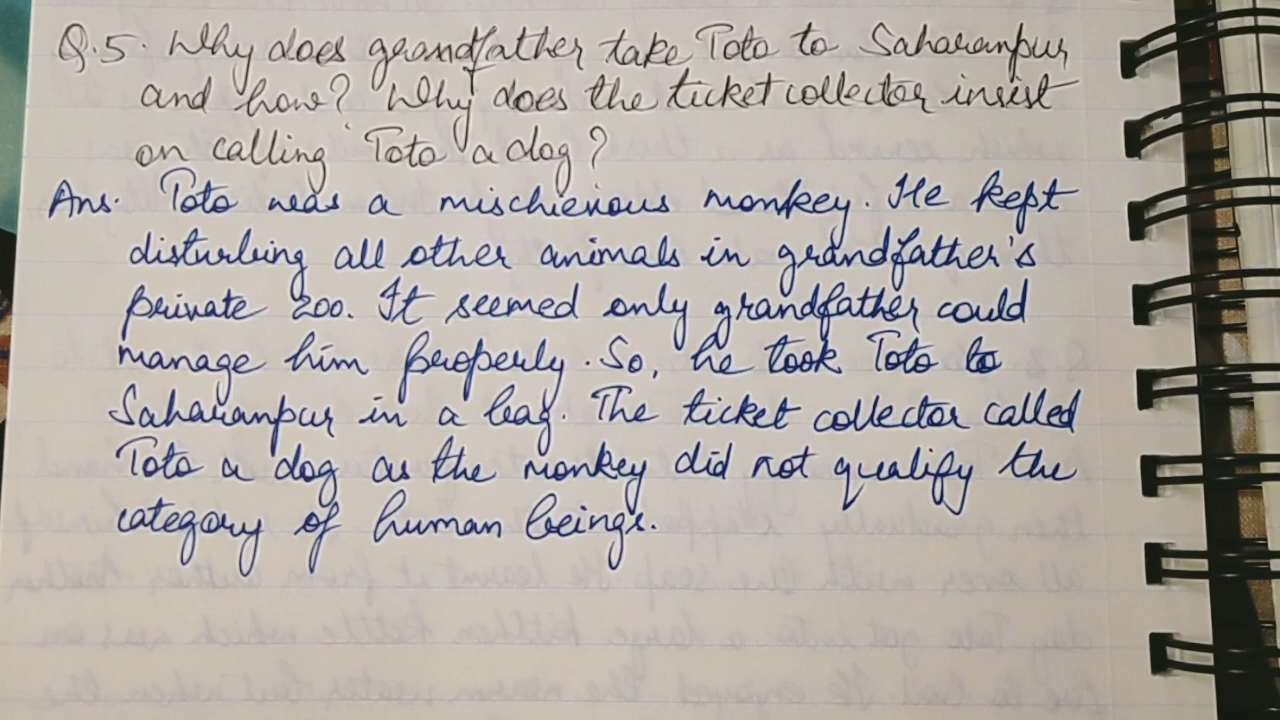 Q.5. Why does grandfather take Toto to Saharanpur
and how? Why does the ticket collector insist
on calling Toto a dog?
Ans. Toto was a mischievous monkey He kept
disturbing all other animals in grandfather's
private zoo. It seemed only grandfather could
manage him properly. So, he took Toto to
Saharanpur in a bag. The ticket collector called
Toto a dog as the monkey did not qualify the
category of human beings.